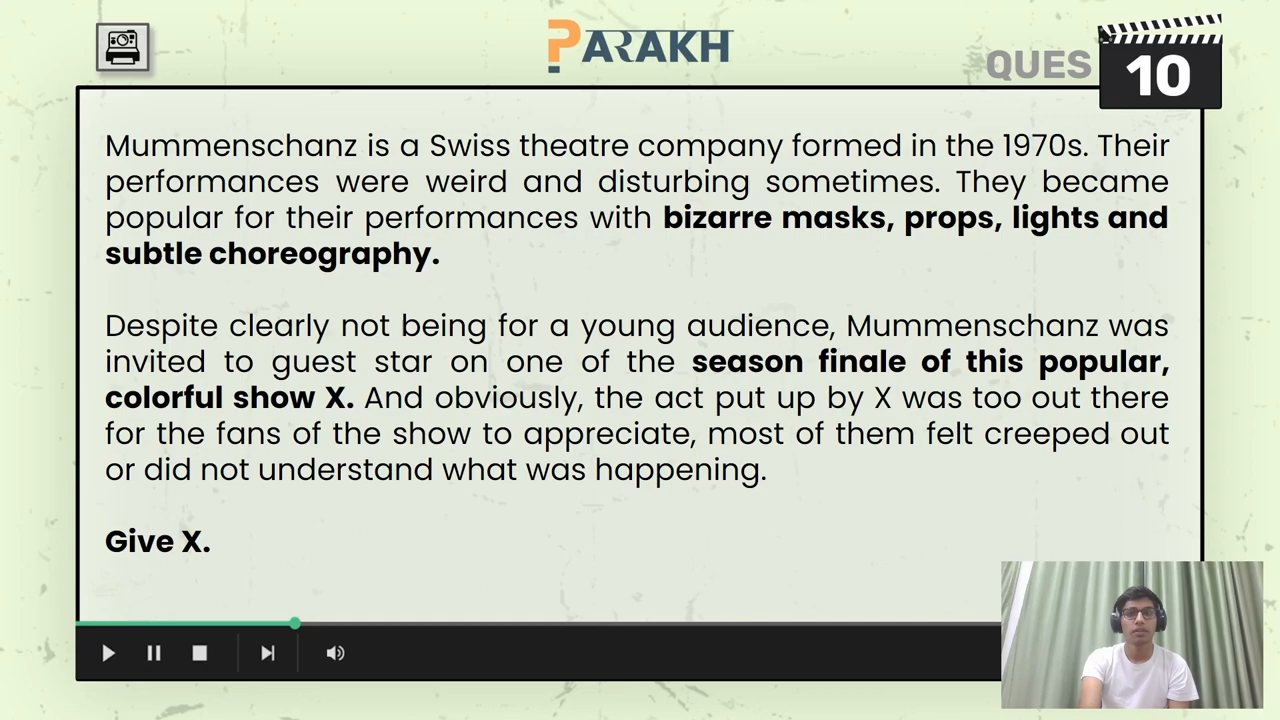 PARAKH
QUES 10
Mummenschanz is a Swiss theatre company formed in the 1970s. Their
performances were weird and disturbing sometimes. They became
popular for their performances with bizarre masks, props, lights and
subtle choreography.
Despite clearly not being for a young audience, Mummenschanz was
invited to guest star on one of the season finale of this popular,
colorful show X. And obviously, the act put up by X was too out there
for the fans of the show to appreciate, most of them felt creeped out
or did not understand what was happening.
Give X.